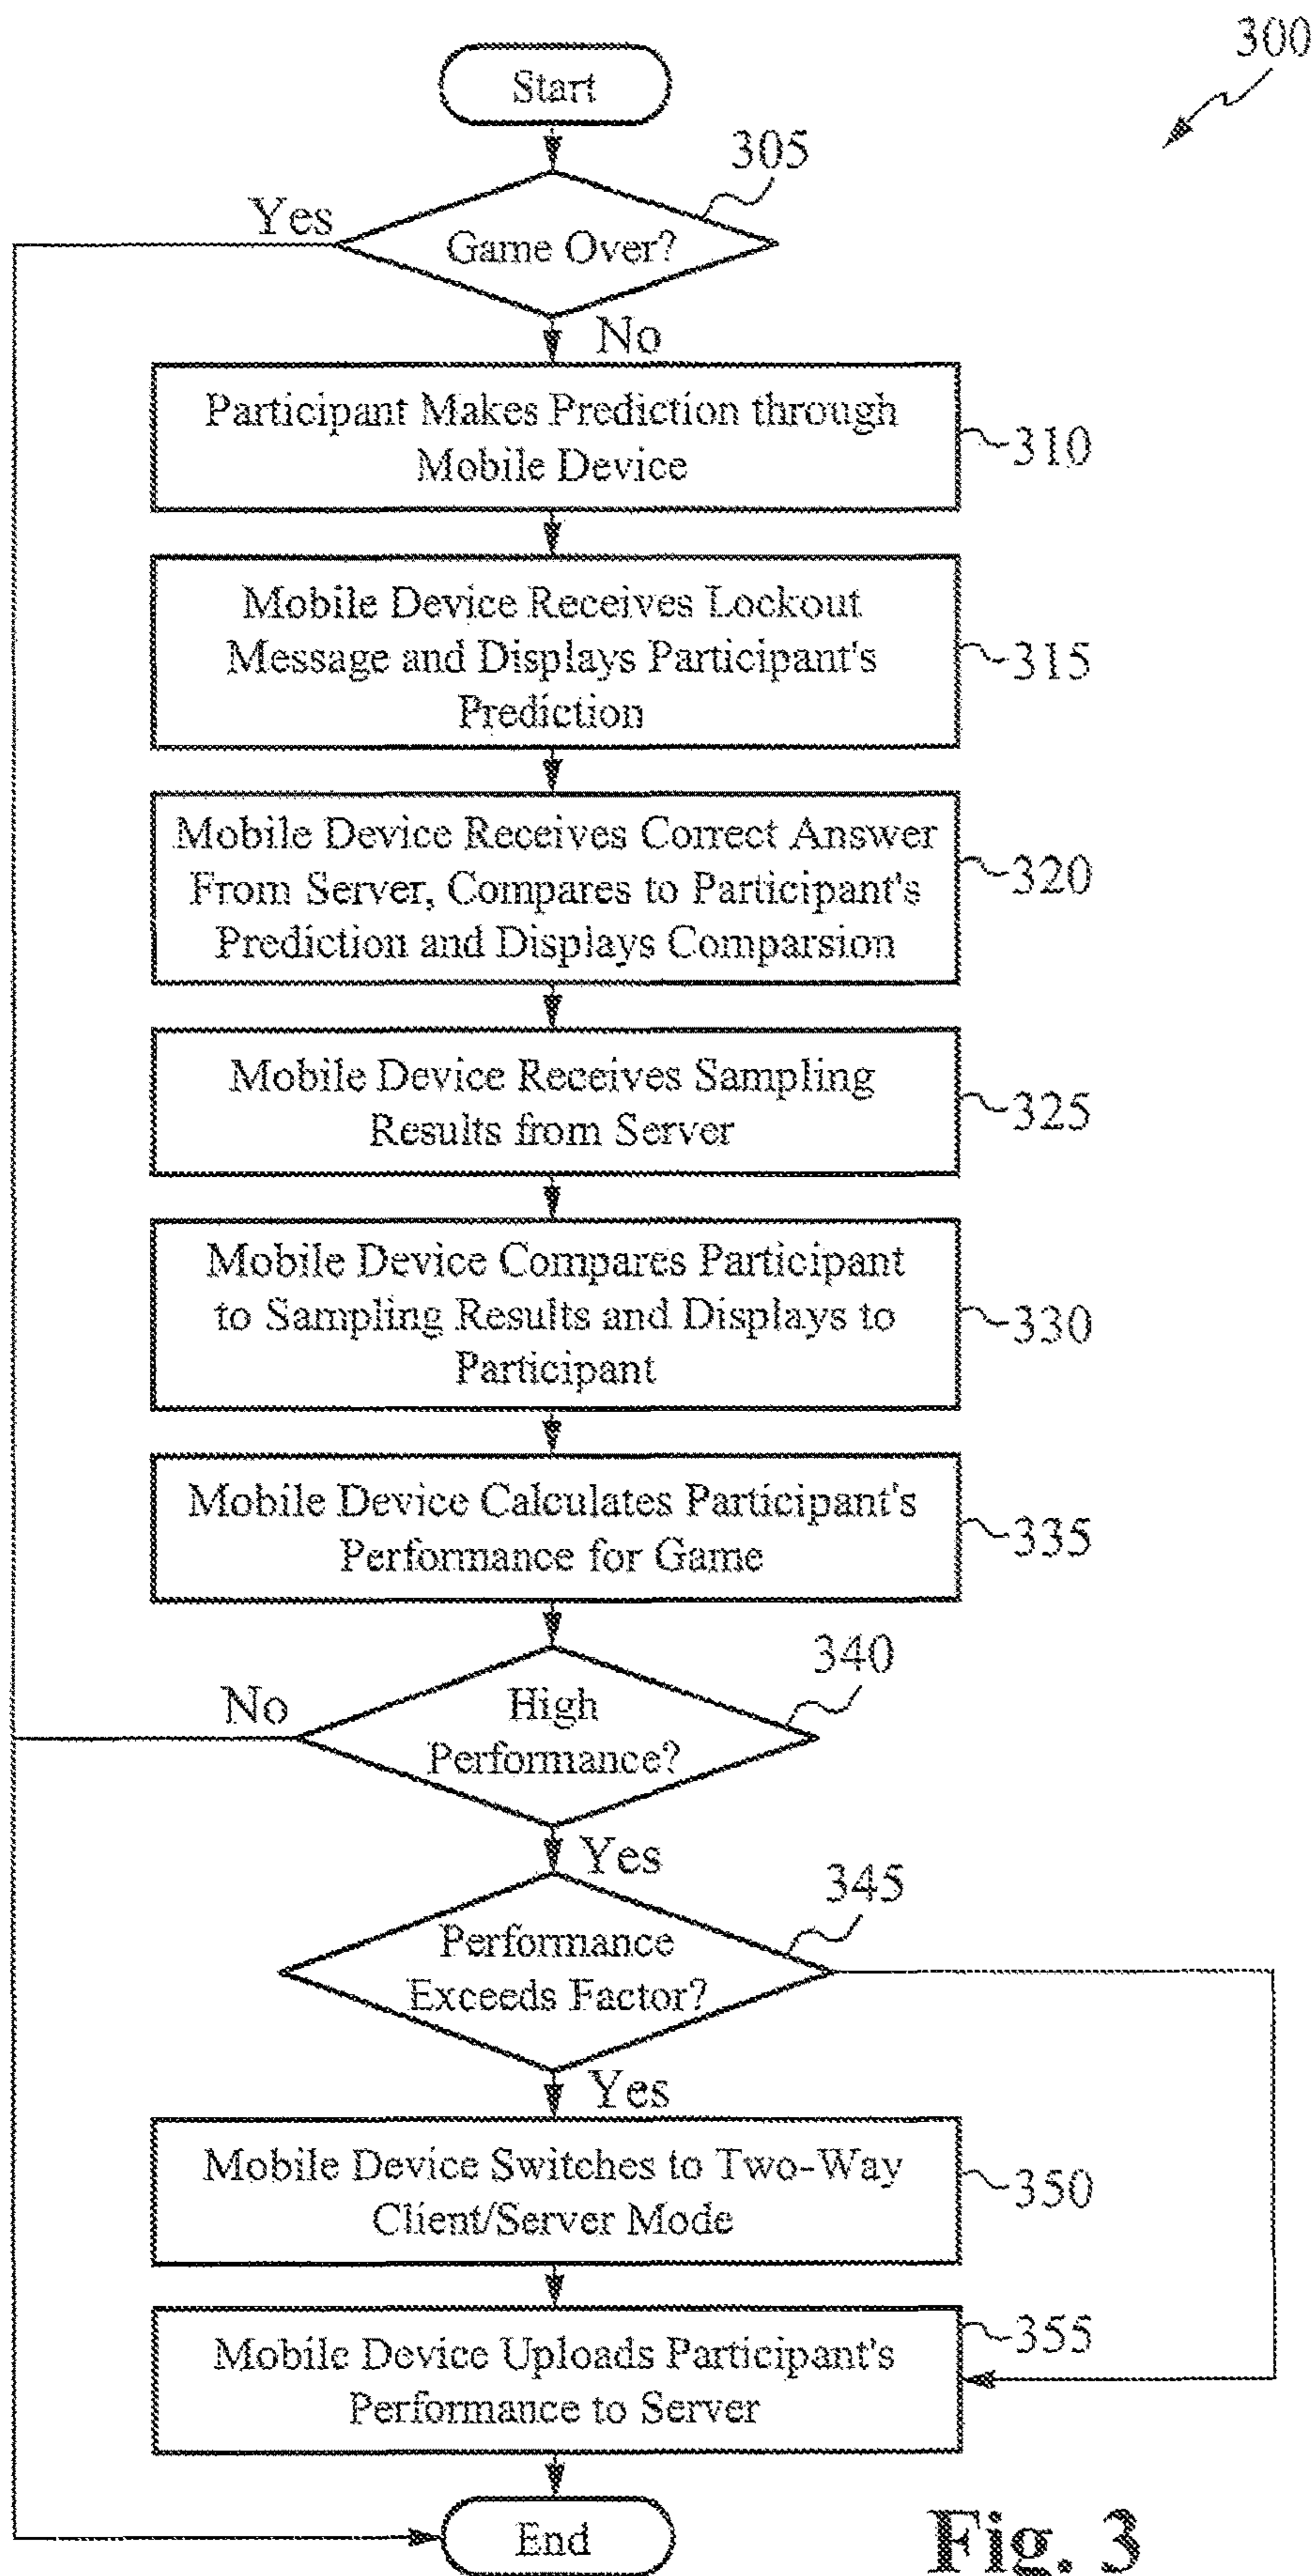 300
Start
305
Yes
Game Over?
No
Participant Makes Prediction through
Mobile Device
310
Mobile Device Receives Lockout
Message and Displays Participant's
Prediction
315
Mobile Device Receives Correct Answer
From Server, Compares to Participant's
Prediction and Displays Comparsion
320
Mobile Device Receives Sampling
Results from Server
325
Mobile Device Compares Participant
to Sampling Results and Displays to
Participant
330
Mobile Device Calculates Participant's
Performance for Game
335
340
No
High
Performance?
Yes
345
Performance
Exceeds Factor?
Yes
Mobile Device Switches to Two-Way
Client/Server Mode
350
Mobile Device Uploads Participant's
Performance to Server
355
End
Fig. 3